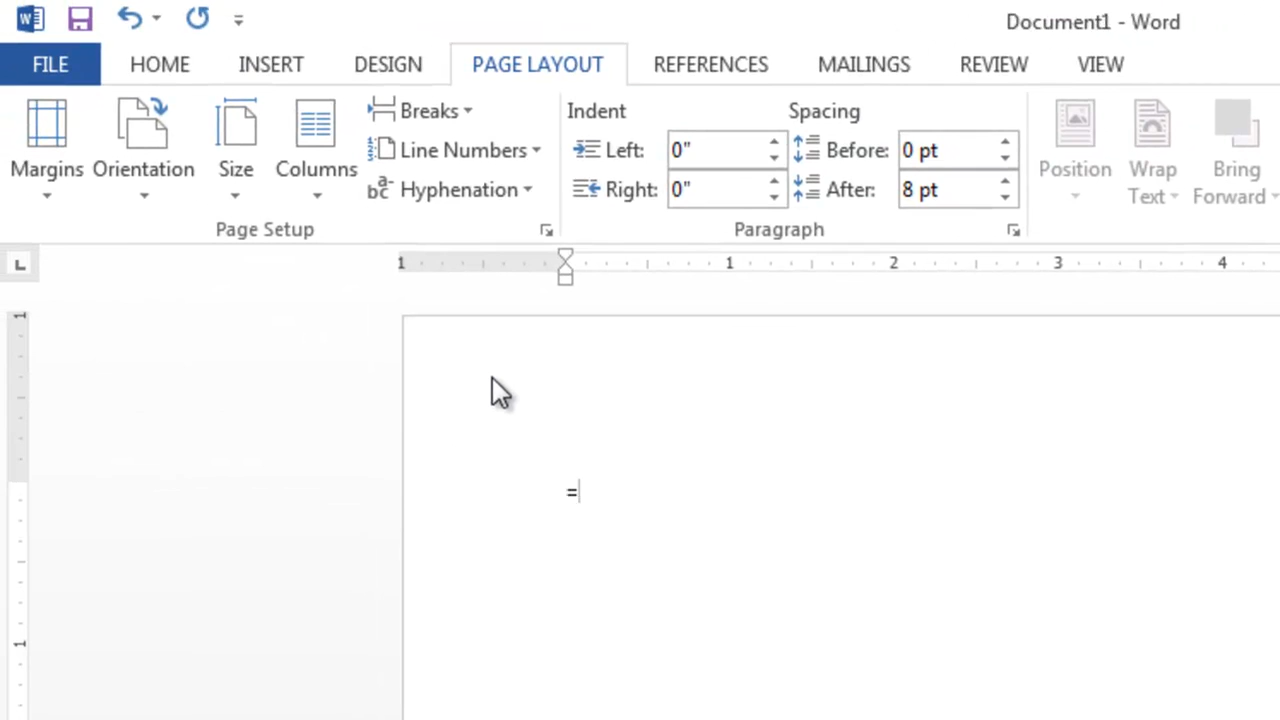 Document1 - Word
FILE HOME INSERT DESIGN PAGE LAYOUT REFERENCES MAILINGS REVIEW VIEW
Margins Orientation Size Columns
Breaks
Line Numbers
Hyphenation
Page Setup
Indent Spacing
Left: 0" Before: 0 pt
Right: 0" After: 8 pt
Paragraph
Position Wrap Text Bring Forward
1 1 2 3 4
1
=
1